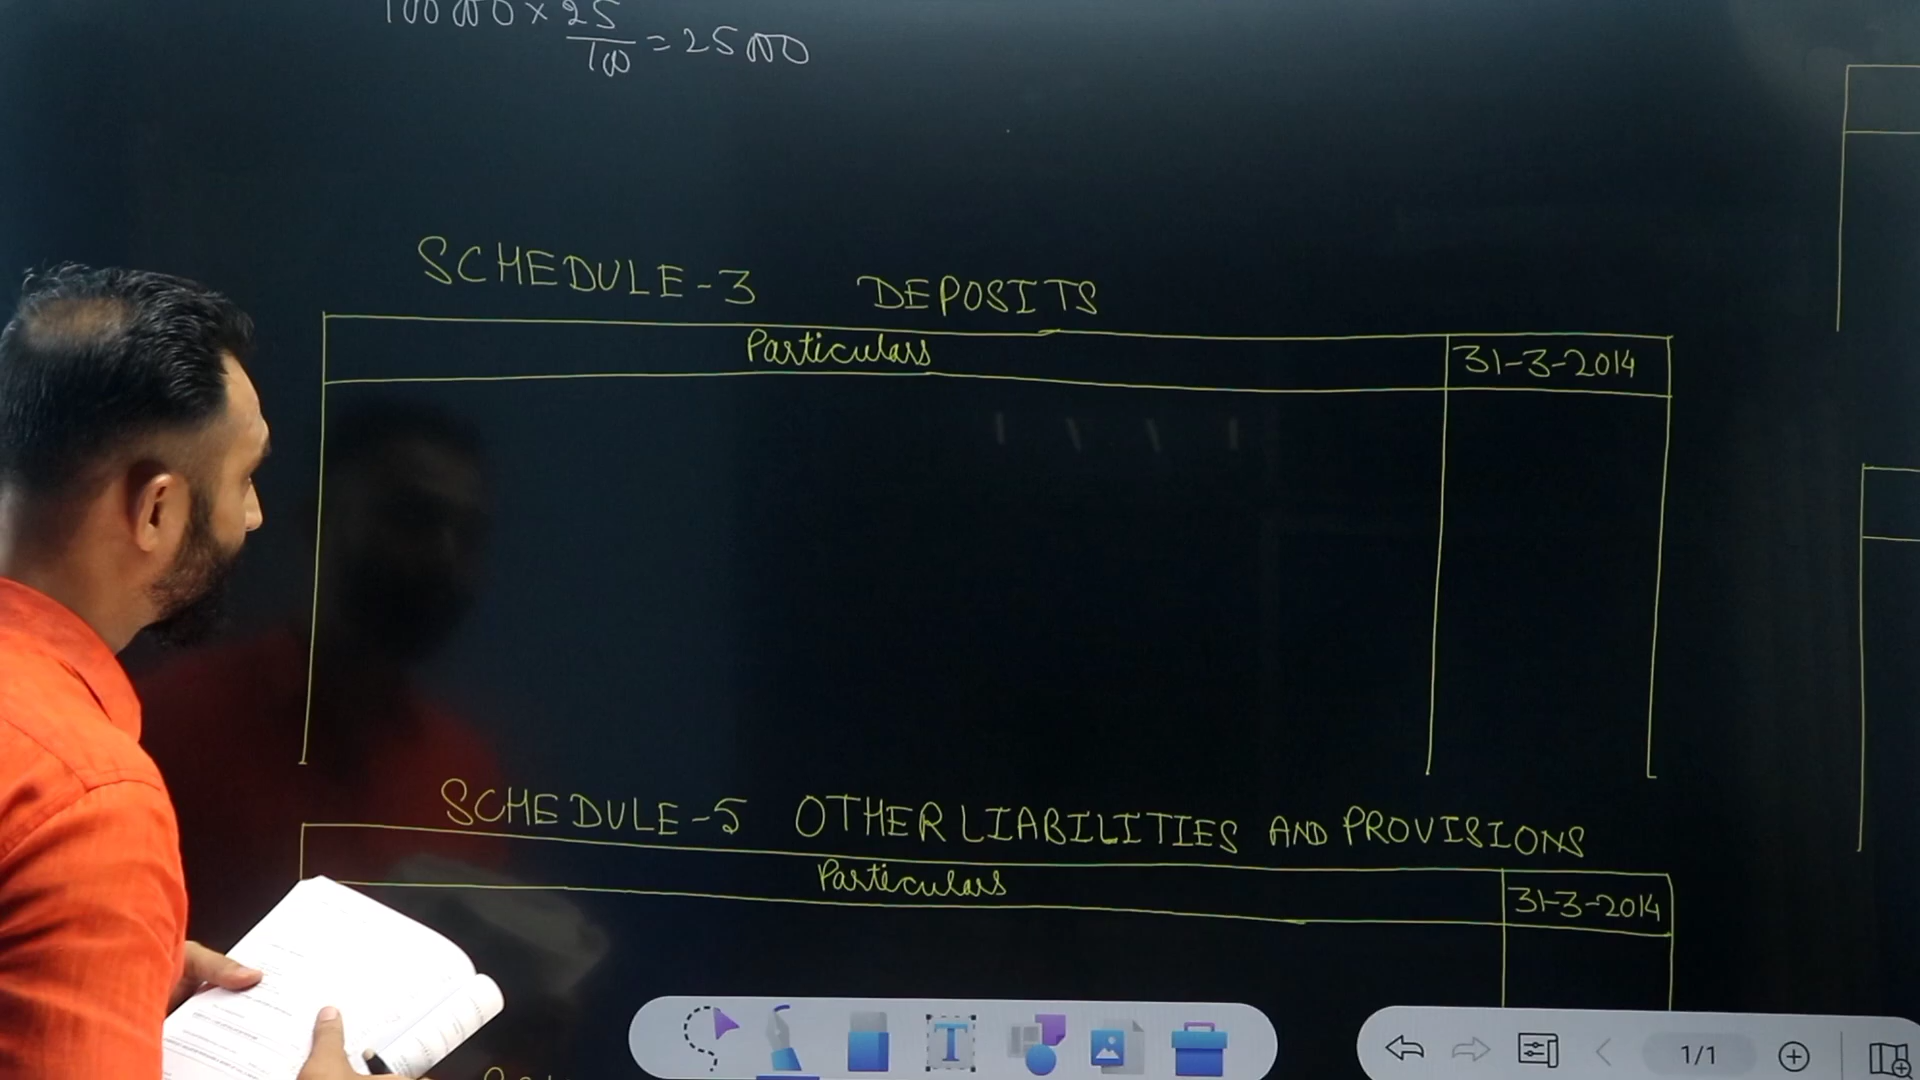 100000 × 25/100 = 25000
SCHEDULE-3 DEPOSITS
Particulars 31-3-2014
SCHEDULE-5 OTHER LIABILITIES AND PROVISIONS
Particulars 31-3-2014
1/1